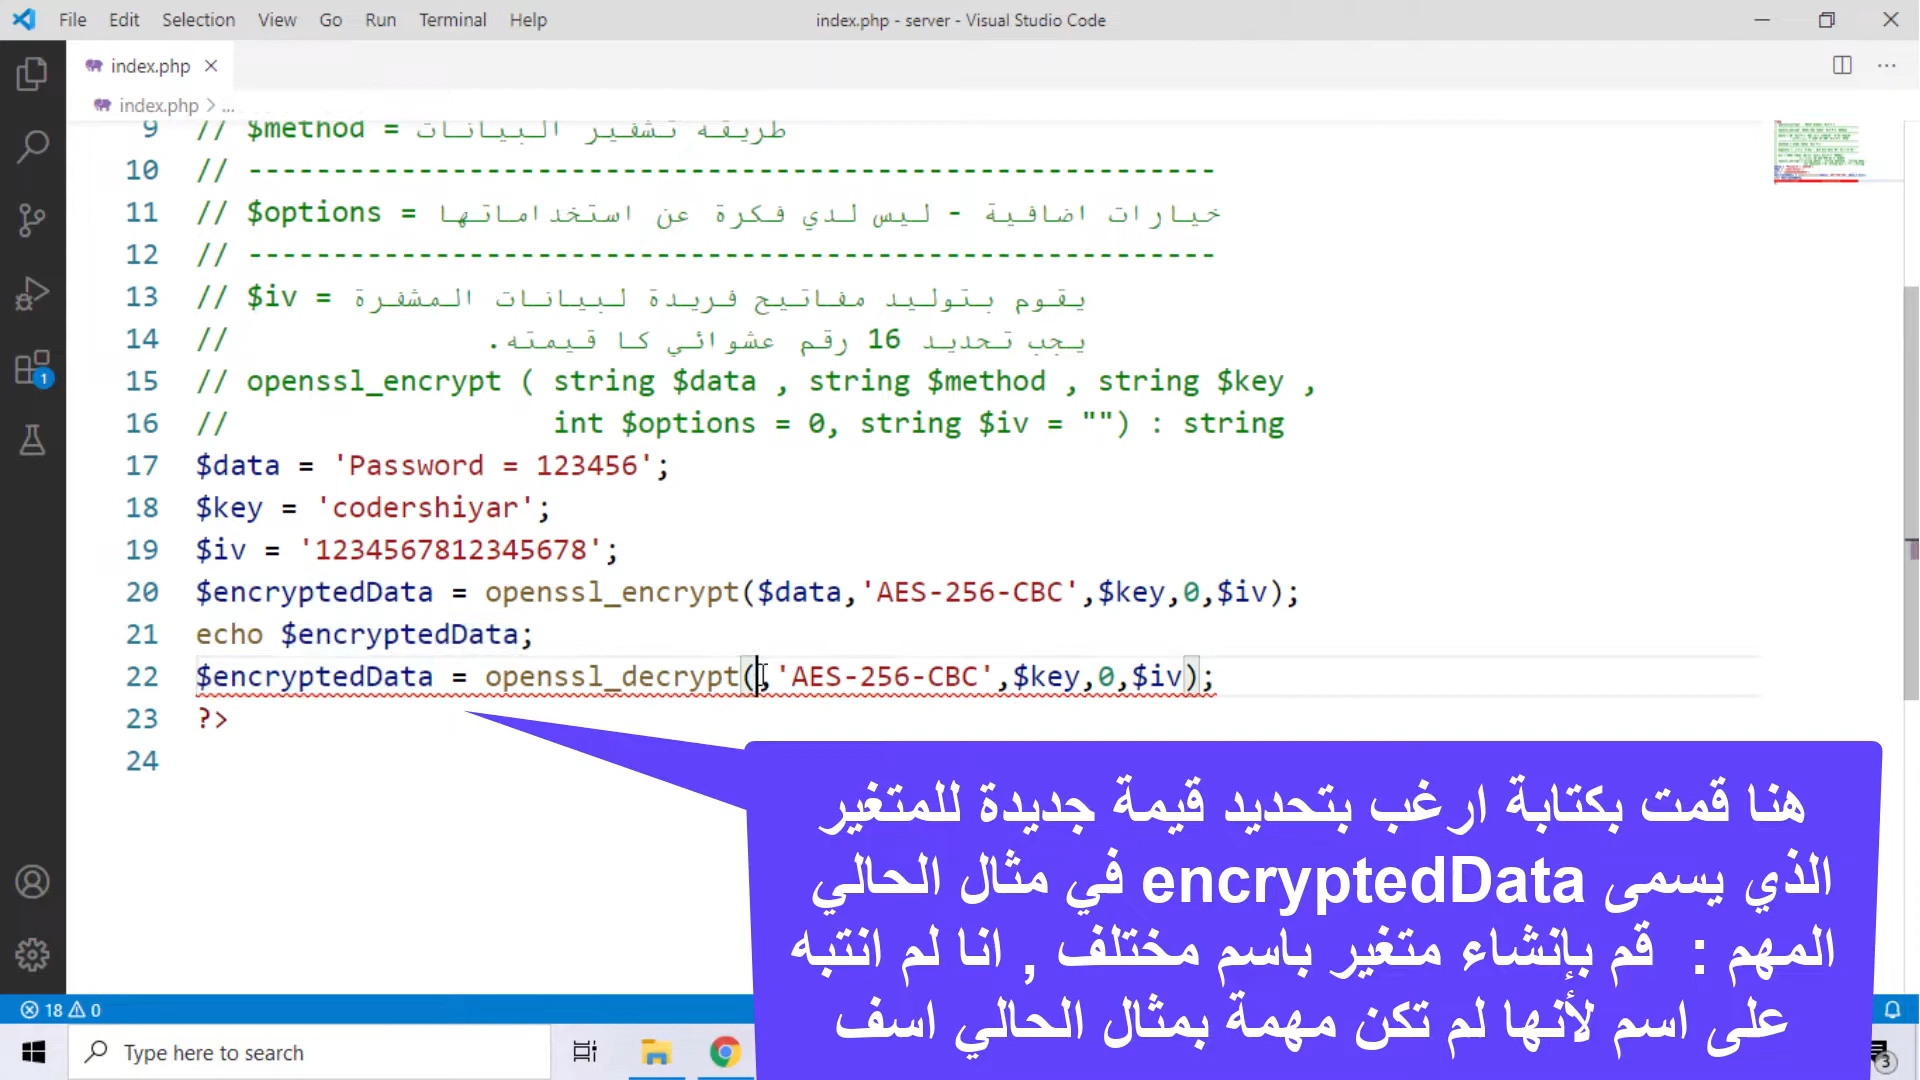 File Edit Selection View Go Run Terminal Help index.php - server - Visual Studio Code
index.php
index.php > ...
9 // $method = طريقة تشفير البيانات
10 // ---------------------------------------------------------
11 // $options = خيارات اضافية - ليس لدي فكرة عن استخداماتها
12 // ---------------------------------------------------------
13 // $iv = يقوم بتوليد مفاتيح فريدة لبيانات المشفرة
14 // يجب تحديد 16 رقم عشوائي كا قيمته.
15 // openssl_encrypt ( string $data , string $method , string $key ,
16 // int $options = 0, string $iv = "") : string
17 $data = 'Password = 123456';
18 $key = 'codershiyar';
19 $iv = '1234567812345678';
20 $encryptedData = openssl_encrypt($data,'AES-256-CBC',$key,0,$iv);
21 echo $encryptedData;
22 $encryptedData = openssl_decrypt(,'AES-256-CBC',$key,0,$iv);
23 ?>
24
هنا قمت بكتابة ارغب بتحديد قيمة جديدة للمتغير
الذي يسمى encryptedData في مثال الحالي
المهم : قم بإنشاء متغير باسم مختلف , انا لم انتبه
على اسم لأنها لم تكن مهمة بمثال الحالي اسف
1
18 0
Type here to search
3